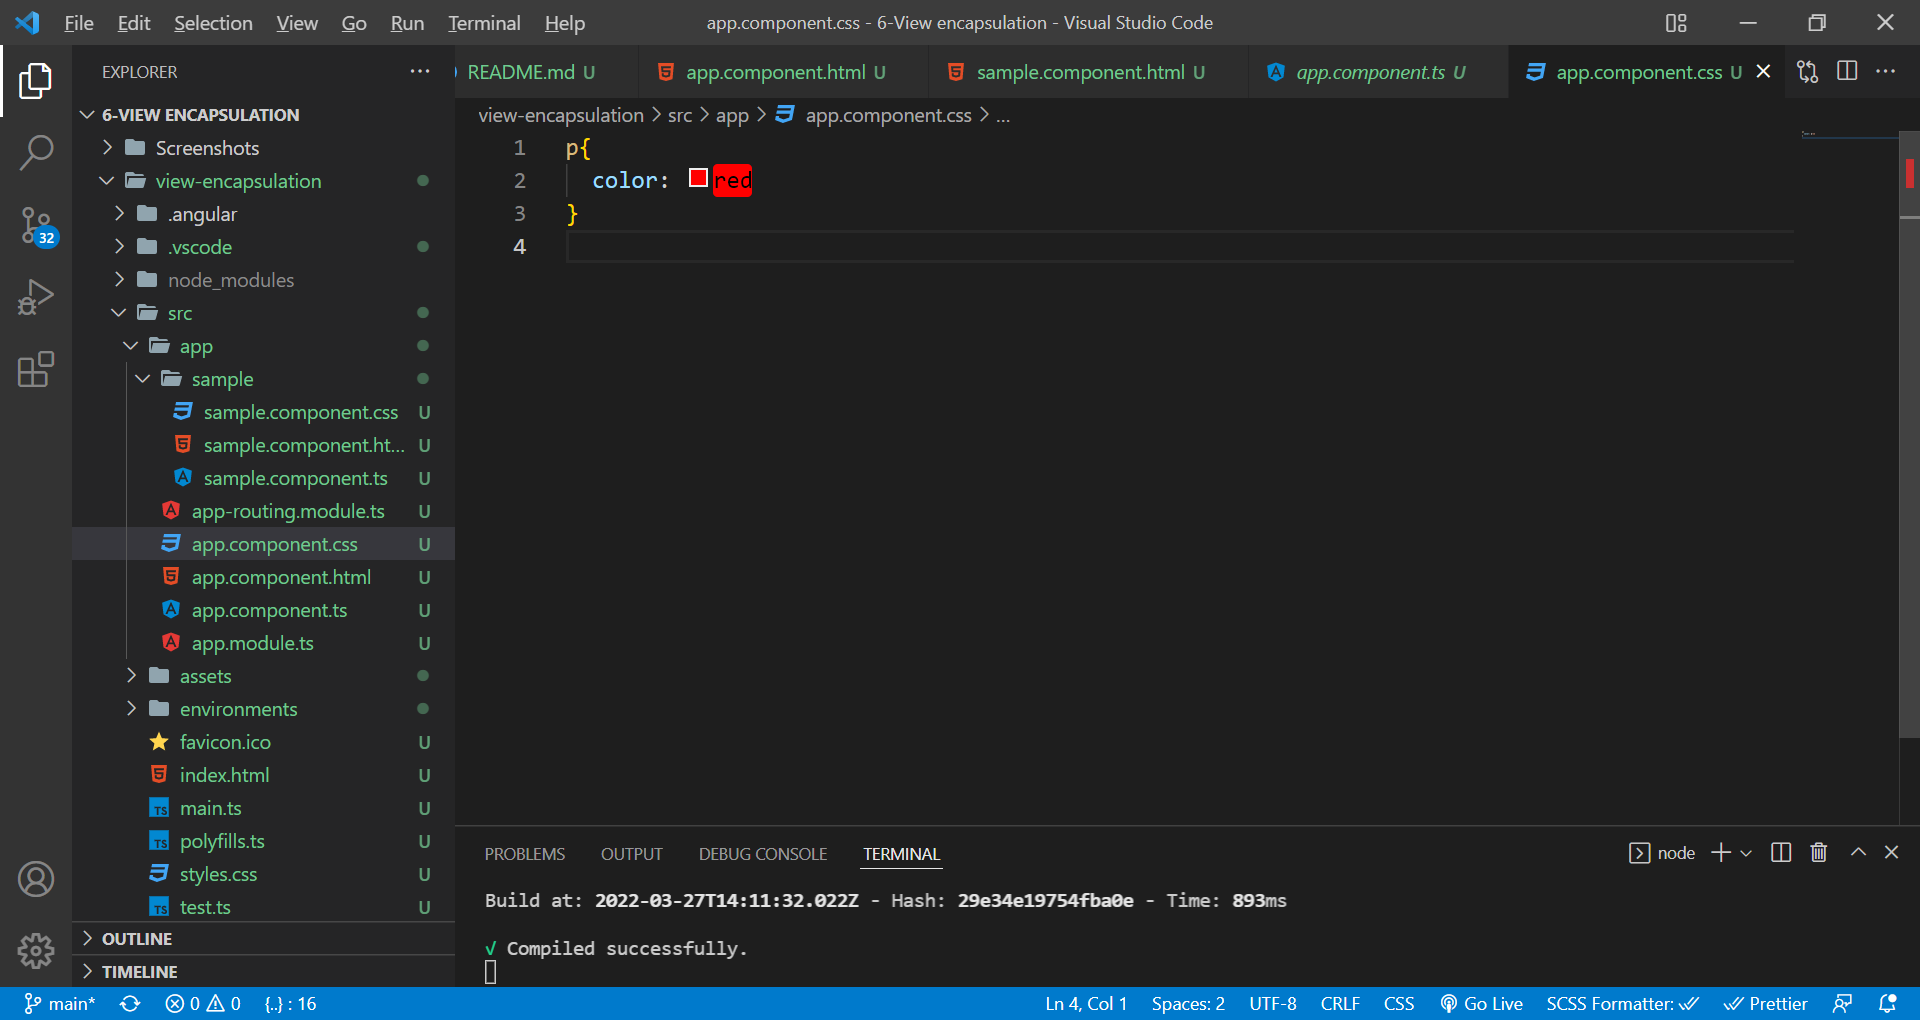 File Edit Selection View Go Run Terminal Help
app.component.css - 6-View encapsulation - Visual Studio Code
EXPLORER
README.md U
app.component.html U
sample.component.html U
app.component.ts U
app.component.css U
6-VIEW ENCAPSULATION
Screenshots
view-encapsulation
.angular
.vscode
node_modules
src
app
sample
sample.component.css U
sample.component.ht... U
sample.component.ts U
app-routing.module.ts U
app.component.css U
app.component.html U
app.component.ts U
app.module.ts U
assets
environments
favicon.ico U
index.html U
main.ts U
polyfills.ts U
styles.css U
test.ts U
OUTLINE
TIMELINE
32
view-encapsulation > src > app > app.component.css > ...
1 p{
2 color: red
3 }
4
PROBLEMS OUTPUT DEBUG CONSOLE TERMINAL
node
Build at: 2022-03-27T14:11:32.022Z - Hash: 29e34e19754fba0e - Time: 893ms
√ Compiled successfully.
main* 0 0 {..} : 16
Ln 4, Col 1 Spaces: 2 UTF-8 CRLF CSS Go Live SCSS Formatter: Prettier